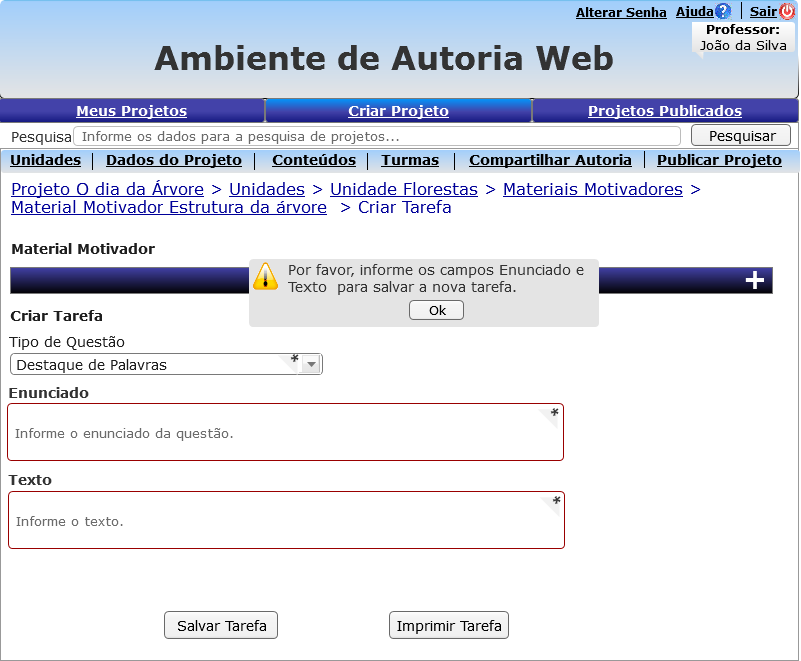 Alterar Senha Ajuda ? Sair
Professor:
João da Silva
Ambiente de Autoria Web
Meus Projetos Criar Projeto Projetos Publicados
Pesquisa Informe os dados para a pesquisa de projetos... Pesquisar
Unidades | Dados do Projeto | Conteúdos | Turmas | Compartilhar Autoria | Publicar Projeto
Projeto O dia da Árvore > Unidades > Unidade Florestas > Materiais Motivadores >
Material Motivador Estrutura da árvore > Criar Tarefa
Material Motivador
+
Por favor, informe os campos Enunciado e
Texto para salvar a nova tarefa.
Ok
Criar Tarefa
Tipo de Questão
Destaque de Palavras *
Enunciado
*
Informe o enunciado da questão.
Texto
*
Informe o texto.
Salvar Tarefa Imprimir Tarefa